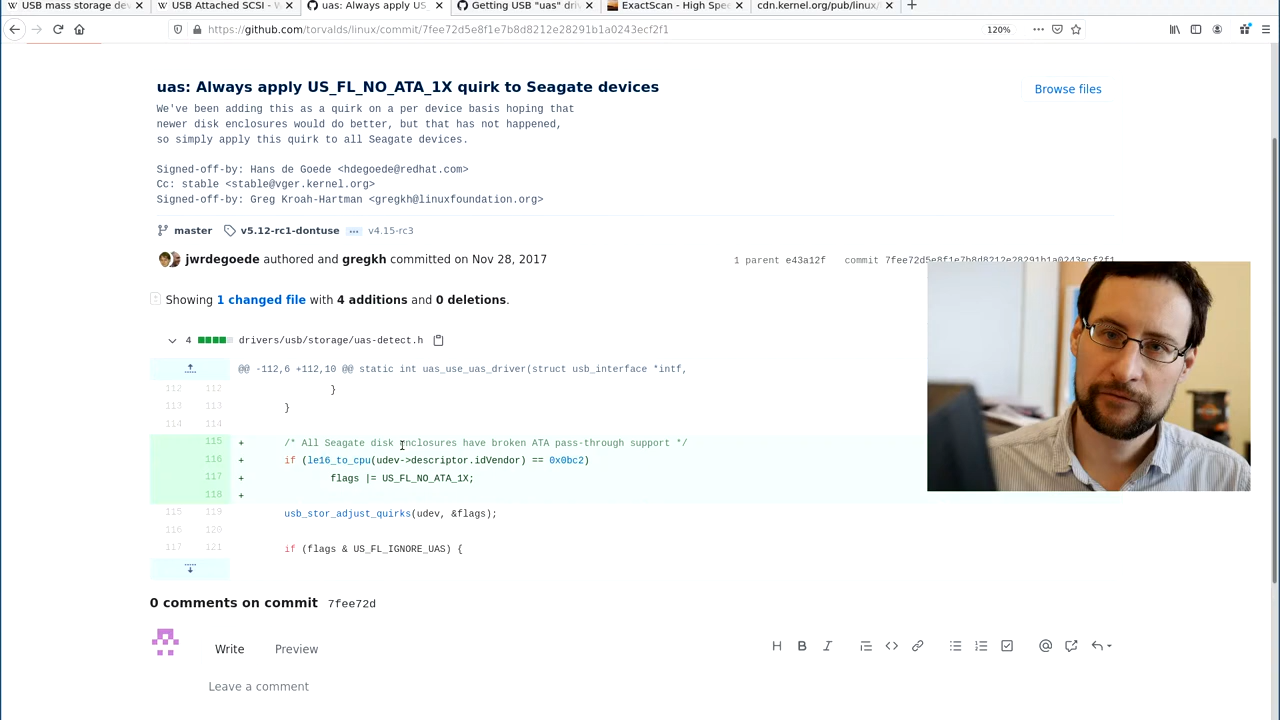 USB mass storage dev
USB Attached SCSI - W
uas: Always apply US_
Getting USB "uas" driv
ExactScan - High Spee
cdn.kernel.org/pub/linux/
https://github.com/torvalds/linux/commit/7fee72d5e8f1e7b8d8212e28291b1a0243ecf2f1
120%
uas: Always apply US_FL_NO_ATA_1X quirk to Seagate devices
Browse files
We've been adding this as a quirk on a per device basis hoping that
newer disk enclosures would do better, but that has not happened,
so simply apply this quirk to all Seagate devices.
Signed-off-by: Hans de Goede <hdegoede@redhat.com>
Cc: stable <stable@vger.kernel.org>
Signed-off-by: Greg Kroah-Hartman <gregkh@linuxfoundation.org>
master v5.12-rc1-dontuse ... v4.15-rc3
jwrdegoede authored and gregkh committed on Nov 28, 2017
1 parent e43a12f commit 7fee72d5e8f1e7b8d8212e28291b1a0243ecf2f1
Showing 1 changed file with 4 additions and 0 deletions.
4 drivers/usb/storage/uas-detect.h
@@ -112,6 +112,10 @@ static int uas_use_uas_driver(struct usb_interface *intf,
112 112 }
113 113 }
114 114
115 + /* All Seagate disk enclosures have broken ATA pass-through support */
116 + if (le16_to_cpu(udev->descriptor.idVendor) == 0x0bc2)
117 + flags |= US_FL_NO_ATA_1X;
118 +
115 119 usb_stor_adjust_quirks(udev, &flags);
116 120
117 121 if (flags & US_FL_IGNORE_UAS) {
0 comments on commit 7fee72d
Write Preview
Leave a comment